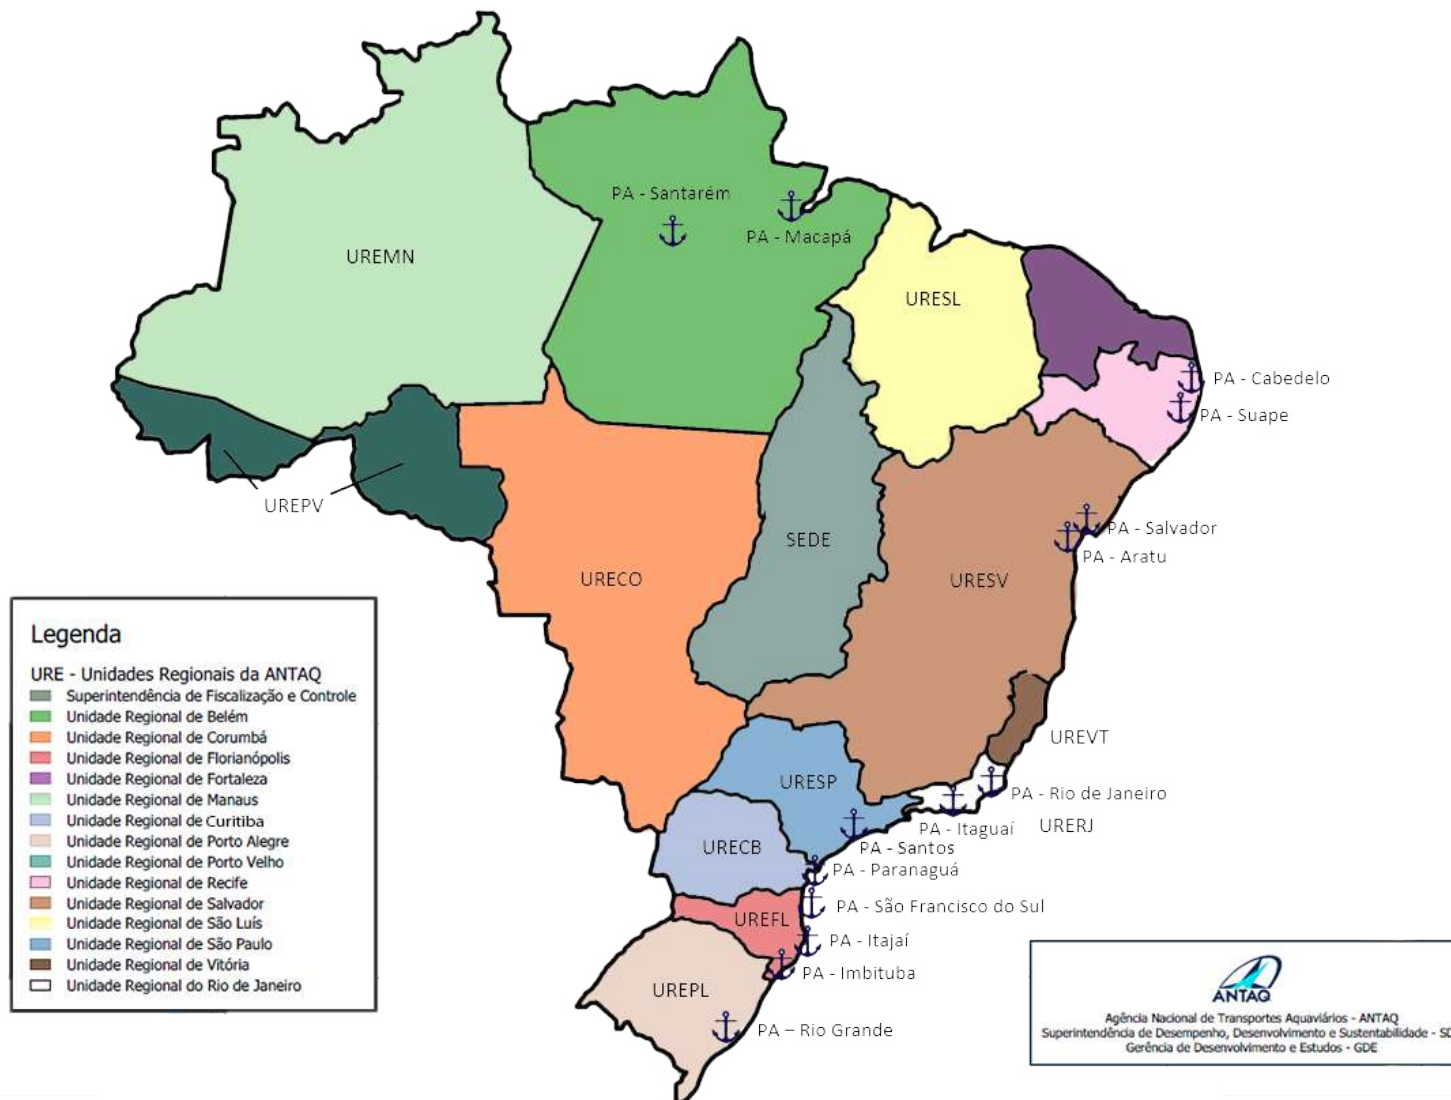 PA - Santarém
PA - Macapá
UREMN
URESL
PA - Cabedelo
PA - Suape
UREPV
SEDE
PA - Salvador
PA - Aratu
URECO
URESV
UREVT
URESP
PA - Rio de Janeiro
PA - Itaguaí
URERJ
PA - Santos
URECB
PA - Paranaguá
PA - São Francisco do Sul
UREFL
PA - Itajaí
PA - Imbituba
UREPL
PA – Rio Grande
Legenda
URE - Unidades Regionais da ANTAQ
Superintendência de Fiscalização e Controle
Unidade Regional de Belém
Unidade Regional de Corumbá
Unidade Regional de Florianópolis
Unidade Regional de Fortaleza
Unidade Regional de Manaus
Unidade Regional de Curitiba
Unidade Regional de Porto Alegre
Unidade Regional de Porto Velho
Unidade Regional de Recife
Unidade Regional de Salvador
Unidade Regional de São Luís
Unidade Regional de São Paulo
Unidade Regional de Vitória
Unidade Regional do Rio de Janeiro
ANTAQ
Agência Nacional de Transportes Aquaviários - ANTAQ
Superintendência de Desempenho, Desenvolvimento e Sustentabilidade -
Gerência de Desenvolvimento e Estudos - GDE